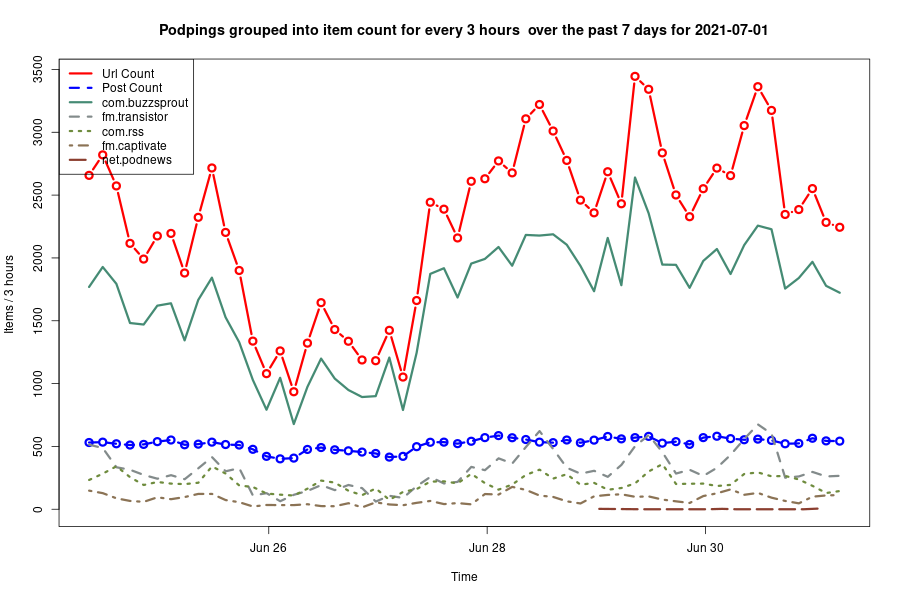 Podpings grouped into item count for every 3 hours  over the past 7 days for 2021-07-01
Url Count
Post Count
com.buzzsprout
fm.transistor
com.rss
fm.captivate
net.podnews
Items / 3 hours
3500
3000
2500
2000
1500
1000
500
0
Jun 26
Jun 28
Jun 30
Time